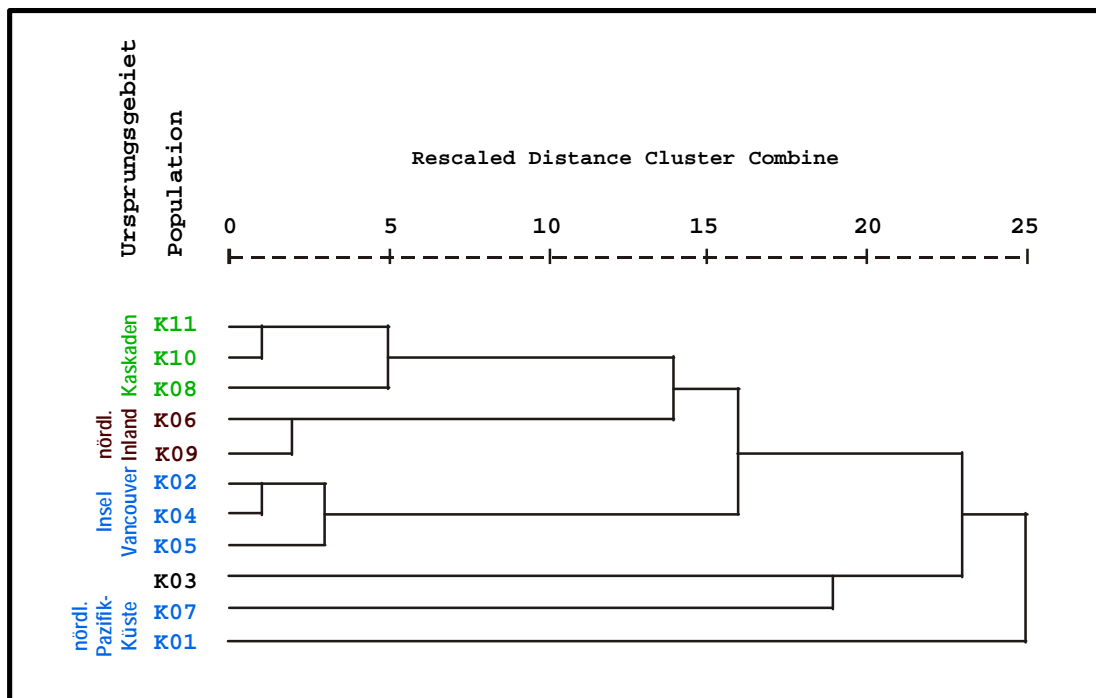 Ursprungsgebiet
Population
Rescaled Distance Cluster Combine
0 5 10 15 20 25
Kaskaden
K11
K10
K08
nördl.
Inland
K06
K09
Insel
Vancouver
K02
K04
K05
K03
nördl.
Pazifik-
Küste
K07
K01